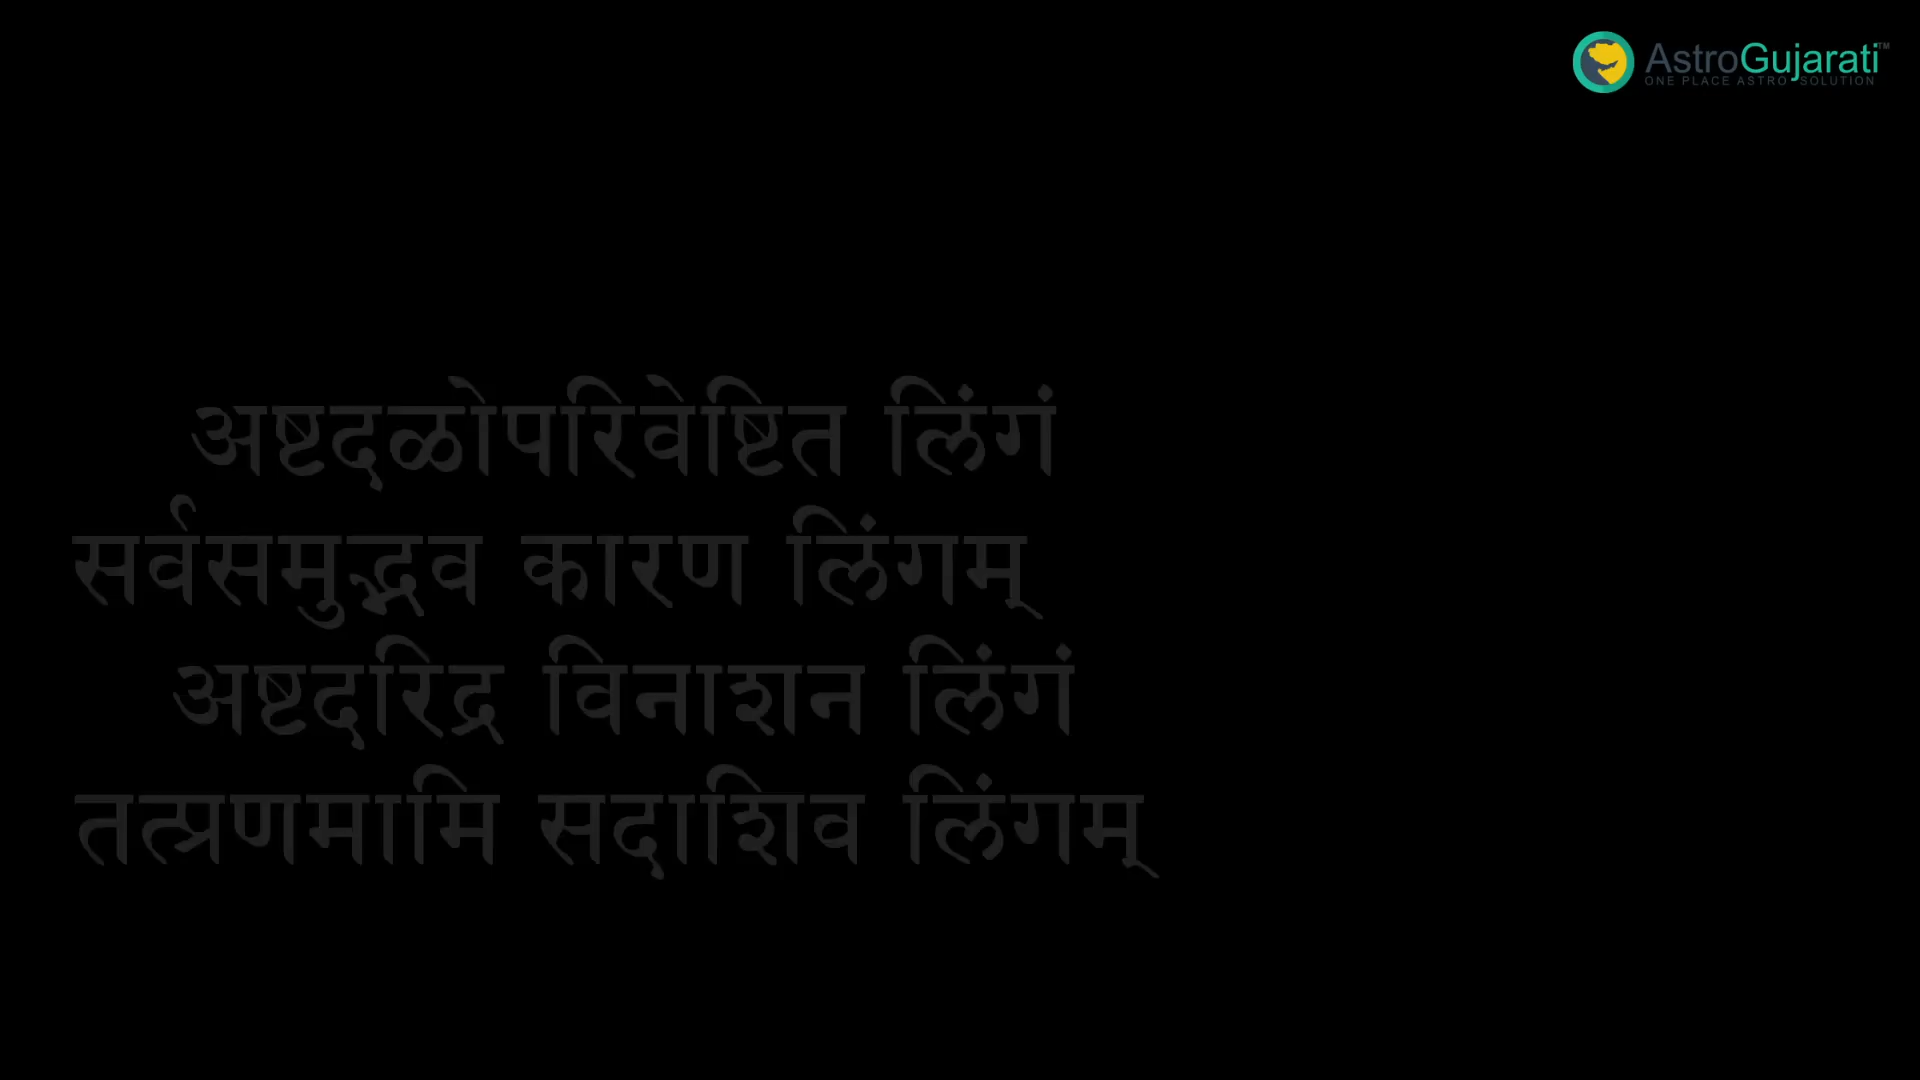 AstroGujarati™
ONE PLACE ASTRO SOLUTION
अष्टदळोपरिवेष्टित लिंगं
सर्वसमुद्भव कारण लिंगम्
अष्टदरिद्र विनाशन लिंगं
तत्प्रणमामि सदाशिव लिंगम्